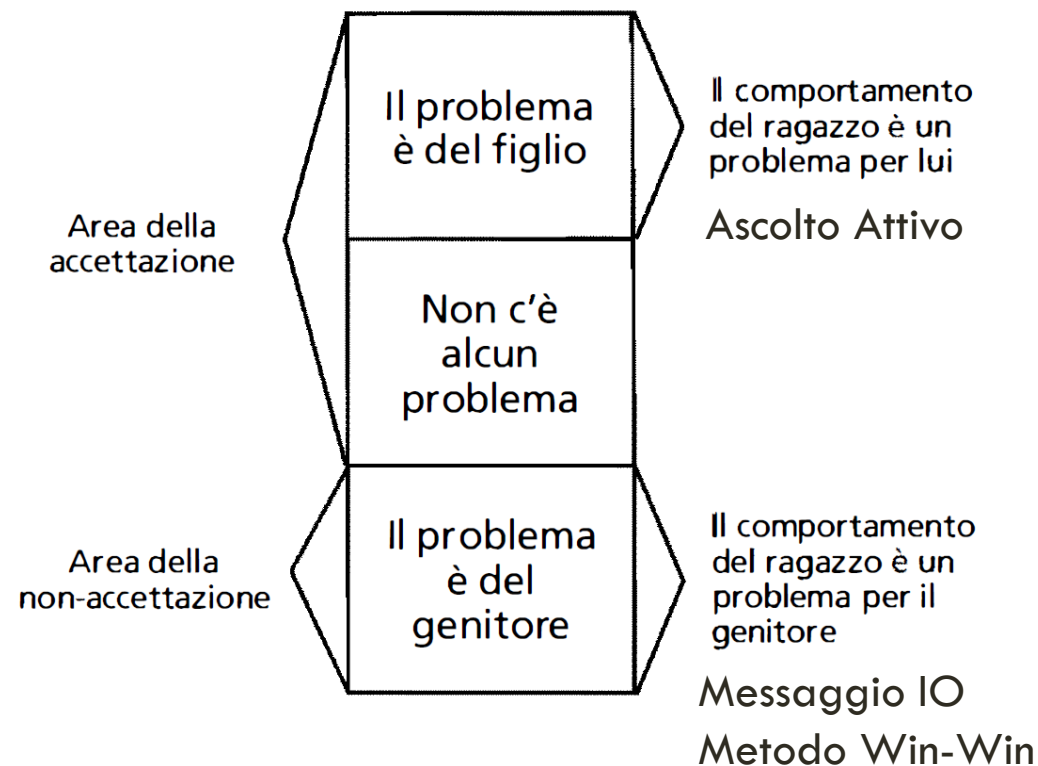 Il problema
è del figlio
Il comportamento
del ragazzo è un
problema per lui
Ascolto Attivo
Area della
accettazione
Non c'è
alcun
problema
Il problema
è del
genitore
Area della
non-accettazione
Il comportamento
del ragazzo è un
problema per il
genitore
Messaggio IO
Metodo Win-Win